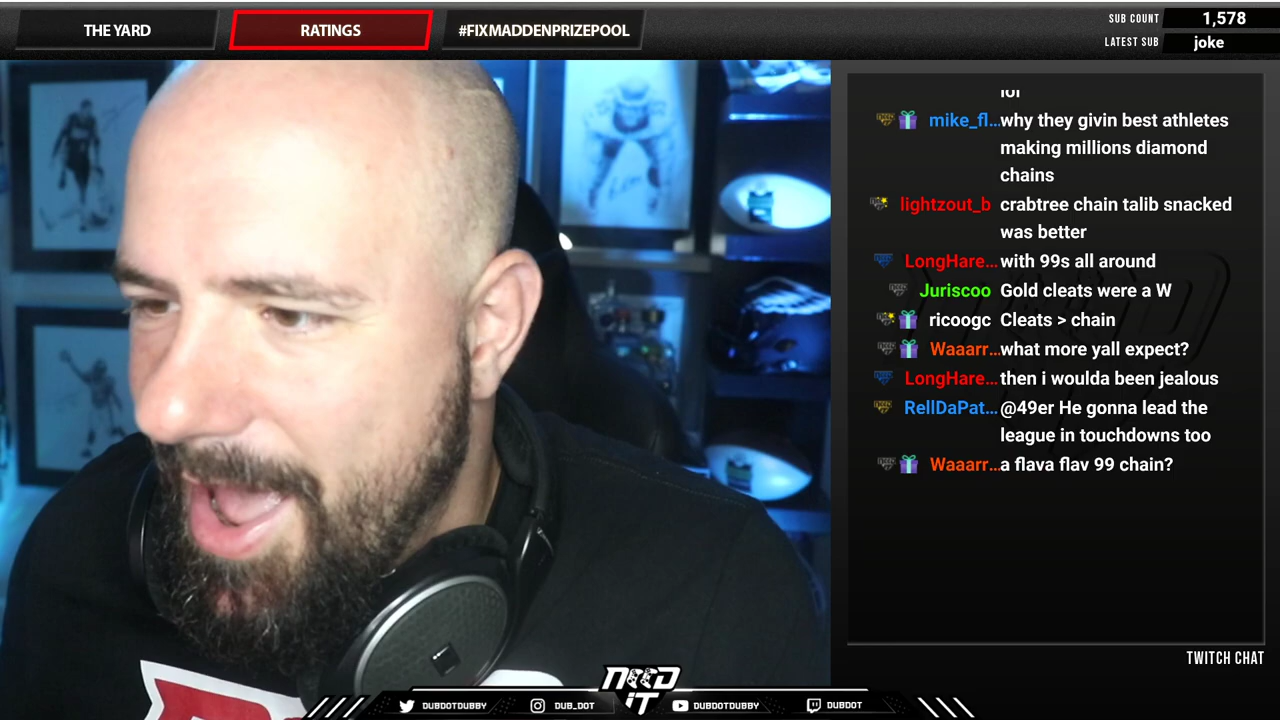 THE YARD
RATINGS
#FIXMADDENPRIZEPOOL
SUB COUNT 1,578
LATEST SUB joke
lol
mike_fl... why they givin best athletes
making millions diamond
chains
lightzout_b crabtree chain talib snacked
was better
LongHare... with 99s all around
Juriscoo Gold cleats were a W
ricoogc Cleats > chain
Waaarr... what more yall expect?
LongHare... then i woulda been jealous
RellDaPat... @49er He gonna lead the
league in touchdowns too
Waaarr... a flava flav 99 chain?
TWITCH CHAT
NEED
IT
DUBDOTDUBBY
DUB_DOT
DUBDOTDUBBY
DUBDOT